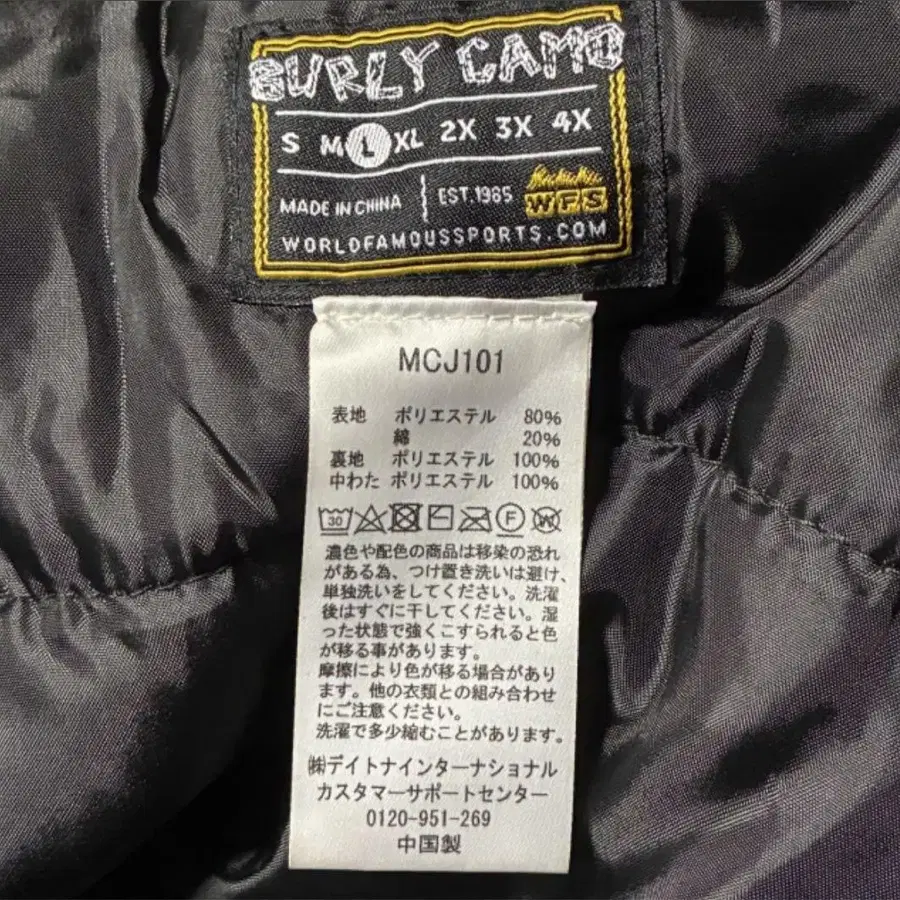 BURLY CAMO
S M L XL 2X 3X 4X
MADE IN CHINA EST.1985 WFS
WORLDFAMOUSSPORTS.COM
MCJ101
表地 ポリエステル 80%
綿 20%
裏地 ポリエステル 100%
中わた ポリエステル 100%
30 F W
濃色や配色の商品は移染の恐れ
がある為、つけ置き洗いは避け、
単独洗いをしてください。洗濯
後はすぐに干してください。湿
った状態で強くこすられると色
が移る事があります。
摩擦により色が移る場合があり
ます。他の衣類との組み合わせ
にご注意ください。
洗濯で多少縮むことがあります。
㈱デイトナインターナショナル
カスタマーサポートセンター
0120-951-269
中国製